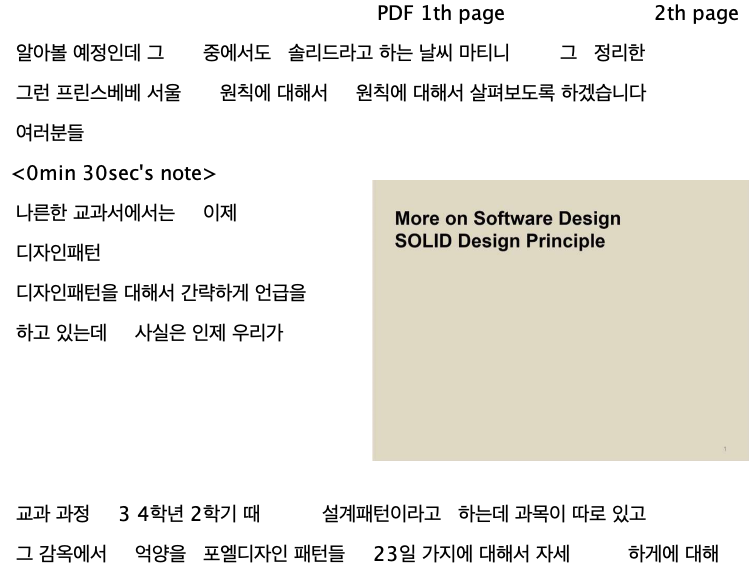 PDF 1th page 2th page
알아볼 예정인데 그 중에서도 솔리드라고 하는 날씨 마티니 그 정리한
그런 프린스베베 서울 원칙에 대해서 원칙에 대해서 살펴보도록 하겠습니다
여러분들
<0min 30sec's note>
나른한 교과서에서는 이제
디자인패턴
디자인패턴을 대해서 간략하게 언급을
하고 있는데 사실은 인제 우리가
More on Software Design
SOLID Design Principle
1
교과 과정 3 4학년 2학기 때 설계패턴이라고 하는데 과목이 따로 있고
그 감옥에서 억양을 포엘디자인 패턴들 23일 가지에 대해서 자세 하게에 대해